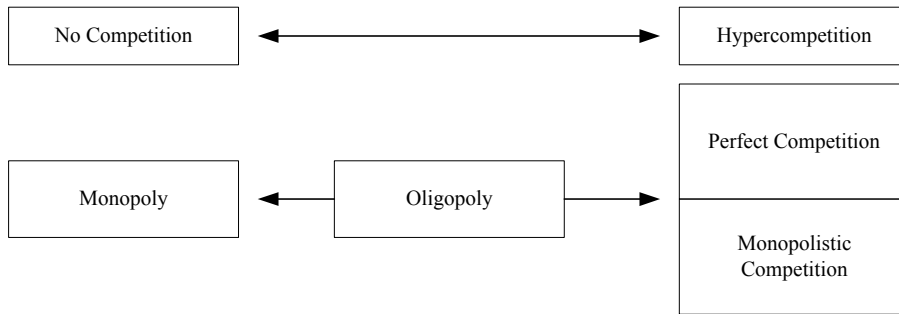 No Competition
Hypercompetition
Perfect Competition
Monopoly
Oligopoly
Monopolistic
Competition